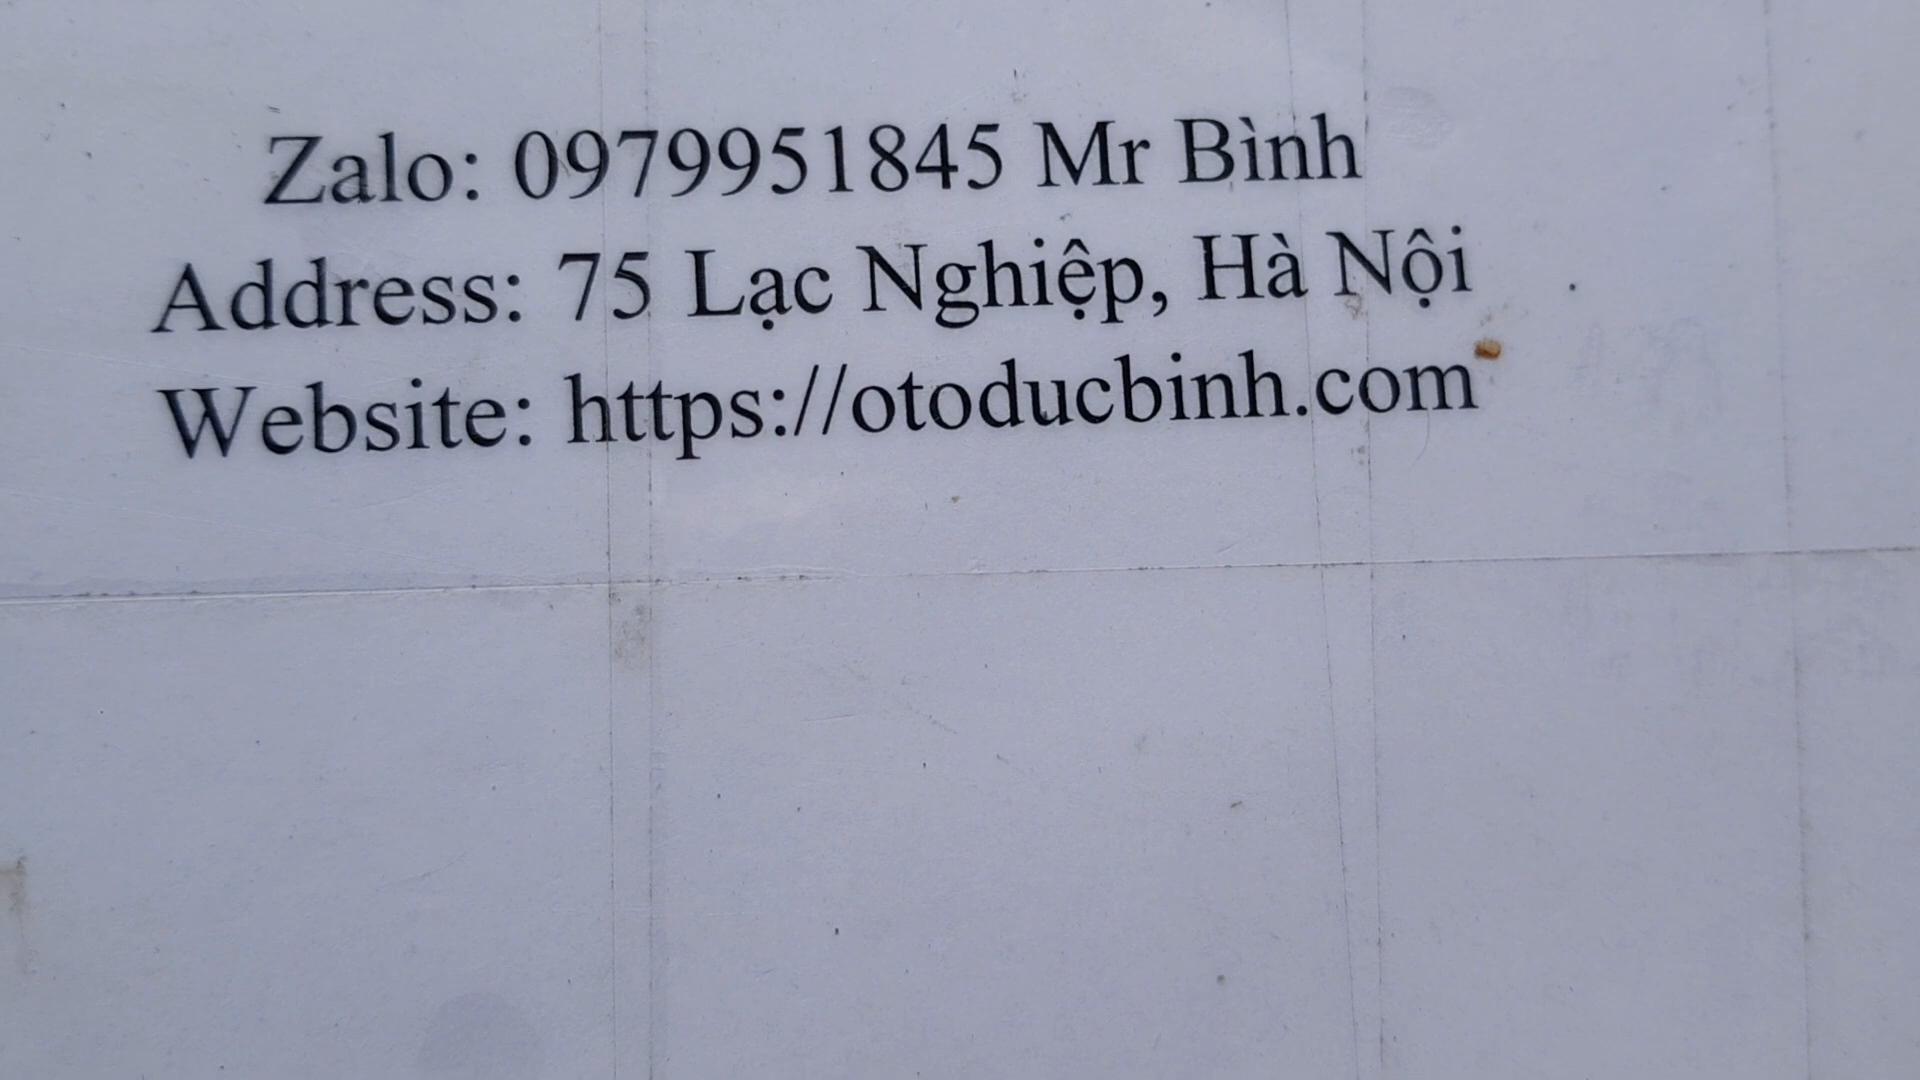 Zalo: 0979951845 Mr Bình
Address: 75 Lạc Nghiệp, Hà Nội
Website: https://otoducbinh.com